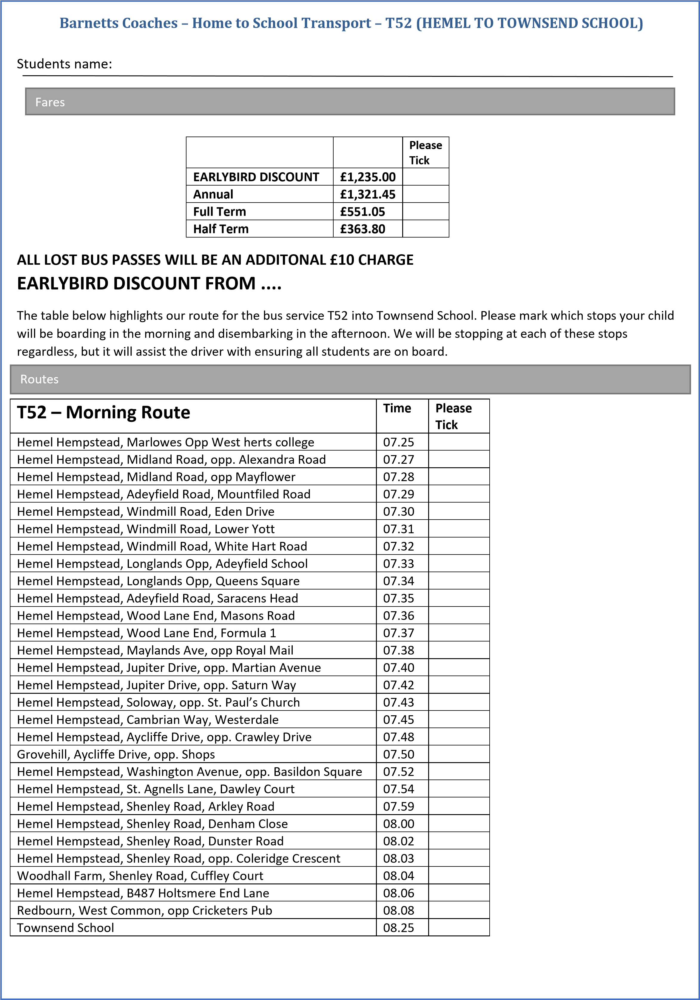 Barnetts Coaches – Home to School Transport – T52 (HEMEL TO TOWNSEND SCHOOL)
Students name:
Fares
Please
Tick
EARLYBIRD DISCOUNT £1,235.00
Annual £1,321.45
Full Term £551.05
Half Term £363.80
ALL LOST BUS PASSES WILL BE AN ADDITONAL £10 CHARGE
EARLYBIRD DISCOUNT FROM ....
The table below highlights our route for the bus service T52 into Townsend School. Please mark which stops your child
will be boarding in the morning and disembarking in the afternoon. We will be stopping at each of these stops
regardless, but it will assist the driver with ensuring all students are on board.
Routes
T52 – Morning Route Time Please
Tick
Hemel Hempstead, Marlowes Opp West herts college 07.25
Hemel Hempstead, Midland Road, opp. Alexandra Road 07.27
Hemel Hempstead, Midland Road, opp Mayflower 07.28
Hemel Hempstead, Adeyfield Road, Mountfiled Road 07.29
Hemel Hempstead, Windmill Road, Eden Drive 07.30
Hemel Hempstead, Windmill Road, Lower Yott 07.31
Hemel Hempstead, Windmill Road, White Hart Road 07.32
Hemel Hempstead, Longlands Opp, Adeyfield School 07.33
Hemel Hempstead, Longlands Opp, Queens Square 07.34
Hemel Hempstead, Adeyfield Road, Saracens Head 07.35
Hemel Hempstead, Wood Lane End, Masons Road 07.36
Hemel Hempstead, Wood Lane End, Formula 1 07.37
Hemel Hempstead, Maylands Ave, opp Royal Mail 07.38
Hemel Hempstead, Jupiter Drive, opp. Martian Avenue 07.40
Hemel Hempstead, Jupiter Drive, opp. Saturn Way 07.42
Hemel Hempstead, Soloway, opp. St. Paul’s Church 07.43
Hemel Hempstead, Cambrian Way, Westerdale 07.45
Hemel Hempstead, Aycliffe Drive, opp. Crawley Drive 07.48
Grovehill, Aycliffe Drive, opp. Shops 07.50
Hemel Hempstead, Washington Avenue, opp. Basildon Square 07.52
Hemel Hempstead, St. Agnells Lane, Dawley Court 07.54
Hemel Hempstead, Shenley Road, Arkley Road 07.59
Hemel Hempstead, Shenley Road, Denham Close 08.00
Hemel Hempstead, Shenley Road, Dunster Road 08.02
Hemel Hempstead, Shenley Road, opp. Coleridge Crescent 08.03
Woodhall Farm, Shenley Road, Cuffley Court 08.04
Hemel Hempstead, B487 Holtsmere End Lane 08.06
Redbourn, West Common, opp Cricketers Pub 08.08
Townsend School 08.25